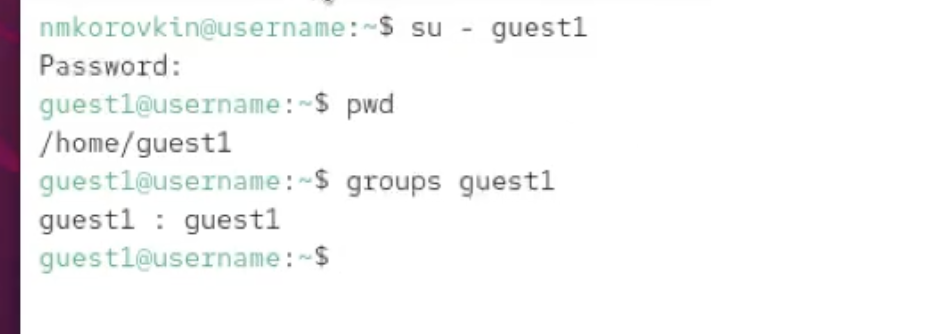 nmkorovkin@username:~$ su - guest1
Password:
guest1@username:~$ pwd
/home/guest1
guest1@username:~$ groups guest1
guest1 : guest1
guest1@username:~$